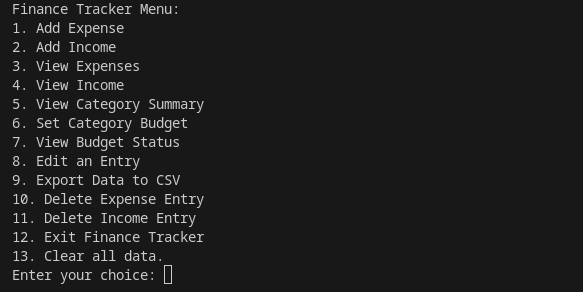 Finance Tracker Menu:
1. Add Expense
2. Add Income
3. View Expenses
4. View Income
5. View Category Summary
6. Set Category Budget
7. View Budget Status
8. Edit an Entry
9. Export Data to CSV
10. Delete Expense Entry
11. Delete Income Entry
12. Exit Finance Tracker
13. Clear all data.
Enter your choice: